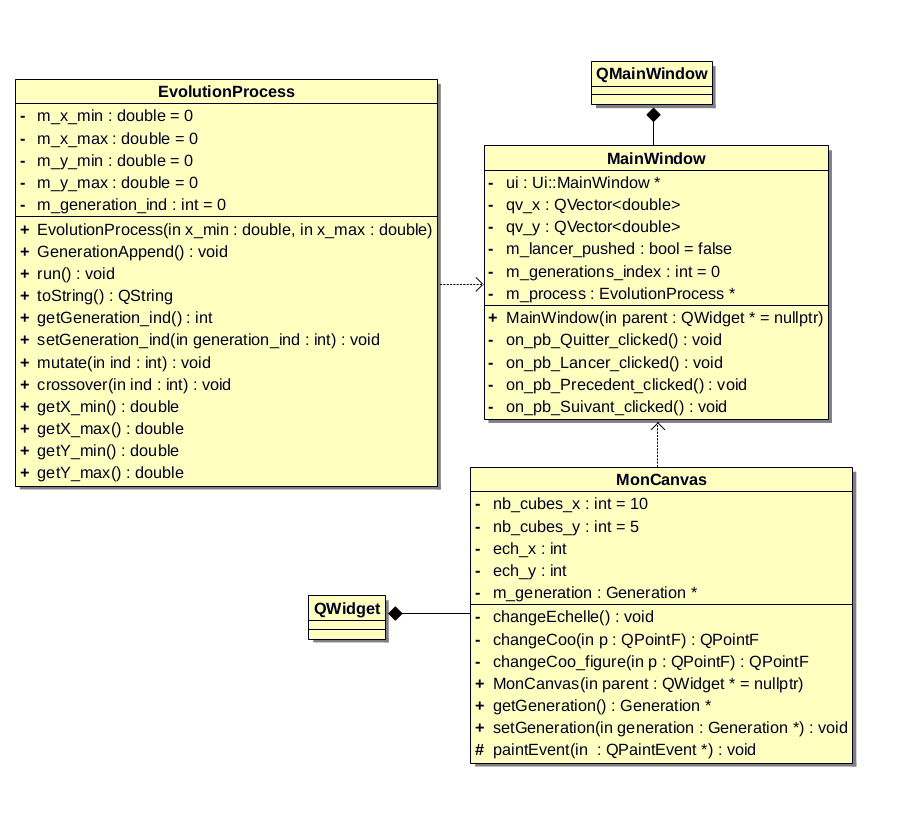 EvolutionProcess
- m_x_min : double = 0
- m_x_max : double = 0
- m_y_min : double = 0
- m_y_max : double = 0
- m_generation_ind : int = 0
+ EvolutionProcess(in x_min : double, in x_max : double)
+ GenerationAppend() : void
+ run() : void
+ toString() : QString
+ getGeneration_ind() : int
+ setGeneration_ind(in generation_ind : int) : void
+ mutate(in ind : int) : void
+ crossover(in ind : int) : void
+ getX_min() : double
+ getX_max() : double
+ getY_min() : double
+ getY_max() : double
QMainWindow
MainWindow
- ui : Ui::MainWindow *
- qv_x : QVector<double>
- qv_y : QVector<double>
- m_lancer_pushed : bool = false
- m_generations_index : int = 0
- m_process : EvolutionProcess *
+ MainWindow(in parent : QWidget * = nullptr)
- on_pb_Quitter_clicked() : void
- on_pb_Lancer_clicked() : void
- on_pb_Precedent_clicked() : void
- on_pb_Suivant_clicked() : void
QWidget
MonCanvas
- nb_cubes_x : int = 10
- nb_cubes_y : int = 5
- ech_x : int
- ech_y : int
- m_generation : Generation *
- changeEchelle() : void
- changeCoo(in p : QPointF) : QPointF
- changeCoo_figure(in p : QPointF) : QPointF
+ MonCanvas(in parent : QWidget * = nullptr)
+ getGeneration() : Generation *
+ setGeneration(in generation : Generation *) : void
# paintEvent(in  : QPaintEvent *) : void